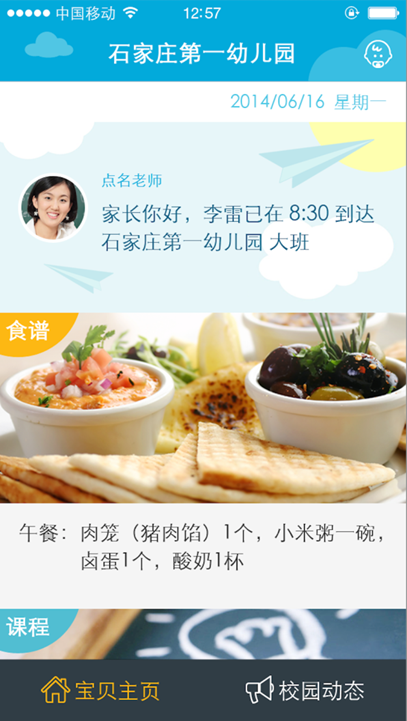 中国移动 12:57
石家庄第一幼儿园
2014/06/16 星期一
点名老师
家长你好，李雷已在 8:30 到达
石家庄第一幼儿园 大班
食谱
午餐：肉笼（猪肉馅）1个，小米粥一碗，
卤蛋1个，酸奶1杯
课程
宝贝主页 校园动态